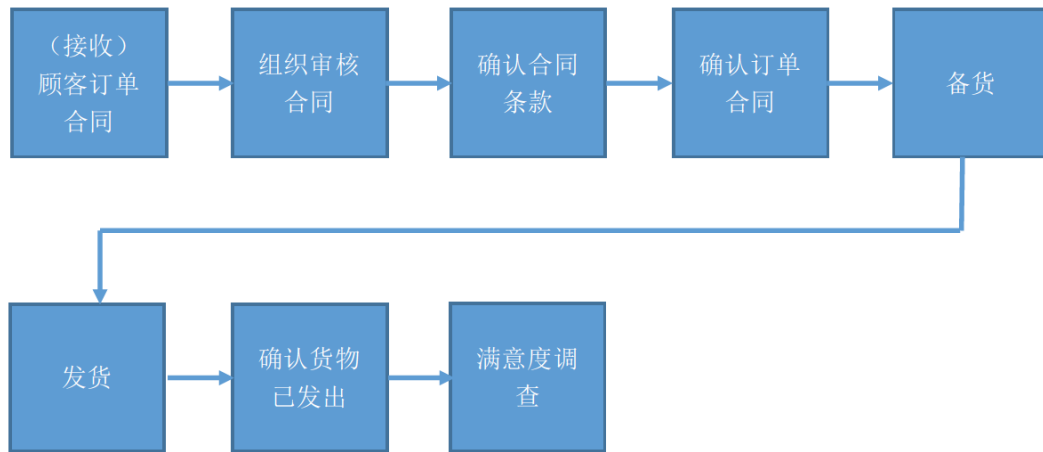 （接收）
顾客订单
合同
组织审核
合同
确认合同
条款
确认订单
合同
备货
发货
确认货物
已发出
满意度调
查